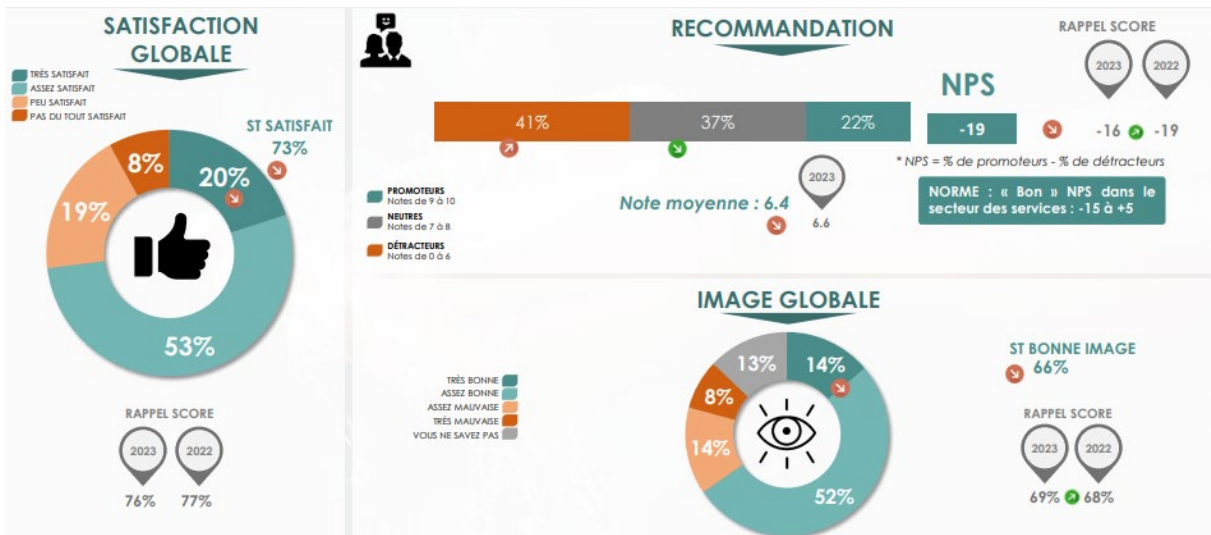 SATISFACTION
GLOBALE
TRÈS SATISFAIT
ASSEZ SATISFAIT
PEU SATISFAIT
PAS DU TOUT SATISFAIT
ST SATISFAIT
73%
8%
20%
19%
53%
RAPPEL SCORE
2023 2022
76% 77%
RECOMMANDATION
RAPPEL SCORE
2023 2022
NPS
41% 37% 22%
-19
-16 -19
* NPS = % de promoteurs - % de détracteurs
NORME : « Bon » NPS dans le
secteur des services : -15 à +5
PROMOTEURS
Notes de 9 à 10
NEUTRES
Notes de 7 à 8
DÉTRACTEURS
Notes de 0 à 6
Note moyenne : 6.4
2023
6.6
IMAGE GLOBALE
TRÈS BONNE
ASSEZ BONNE
ASSEZ MAUVAISE
TRÈS MAUVAISE
VOUS NE SAVEZ PAS
13% 14%
8%
14%
52%
ST BONNE IMAGE
66%
RAPPEL SCORE
2023 2022
69% 68%